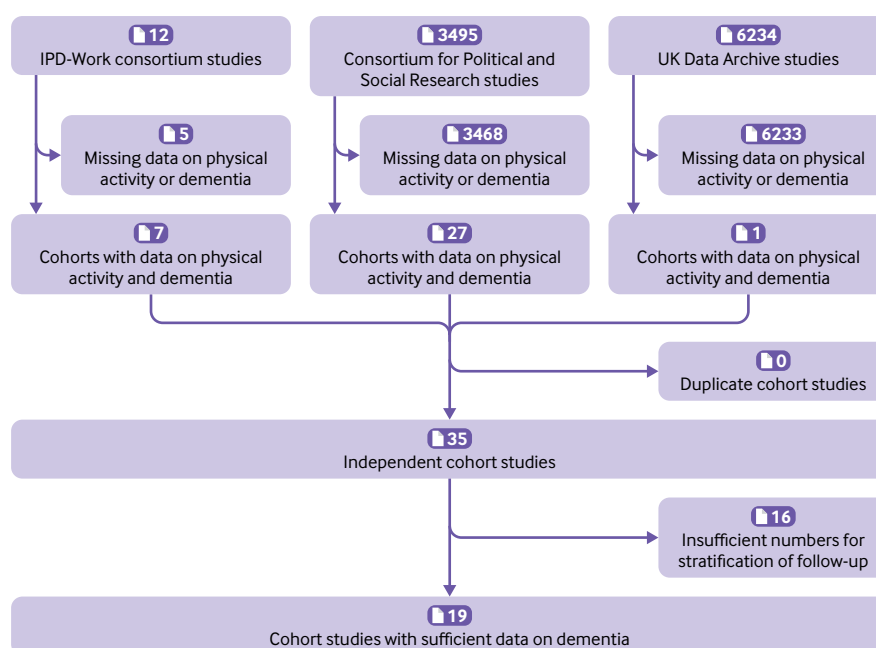 12
IPD-Work consortium studies
3495
Consortium for Political and
Social Research studies
6234
UK Data Archive studies
5
Missing data on physical
activity or dementia
3468
Missing data on physical
activity or dementia
6233
Missing data on physical
activity or dementia
7
Cohorts with data on physical
activity and dementia
27
Cohorts with data on physical
activity and dementia
1
Cohorts with data on physical
activity and dementia
0
Duplicate cohort studies
35
Independent cohort studies
16
Insufficient numbers for
stratification of follow-up
19
Cohort studies with sufficient data on dementia